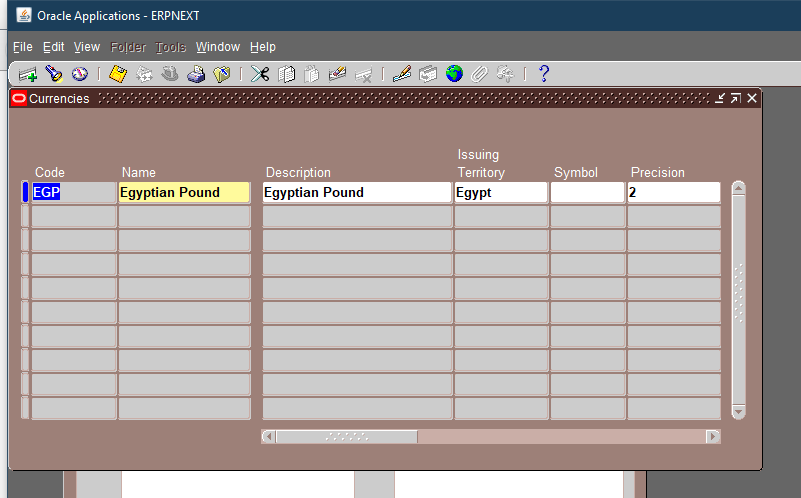 Oracle Applications - ERPNEXT
File Edit View Folder Tools Window Help
?
Currencies
Issuing
Code Name Description Territory Symbol Precision
EGP Egyptian Pound Egyptian Pound Egypt 2